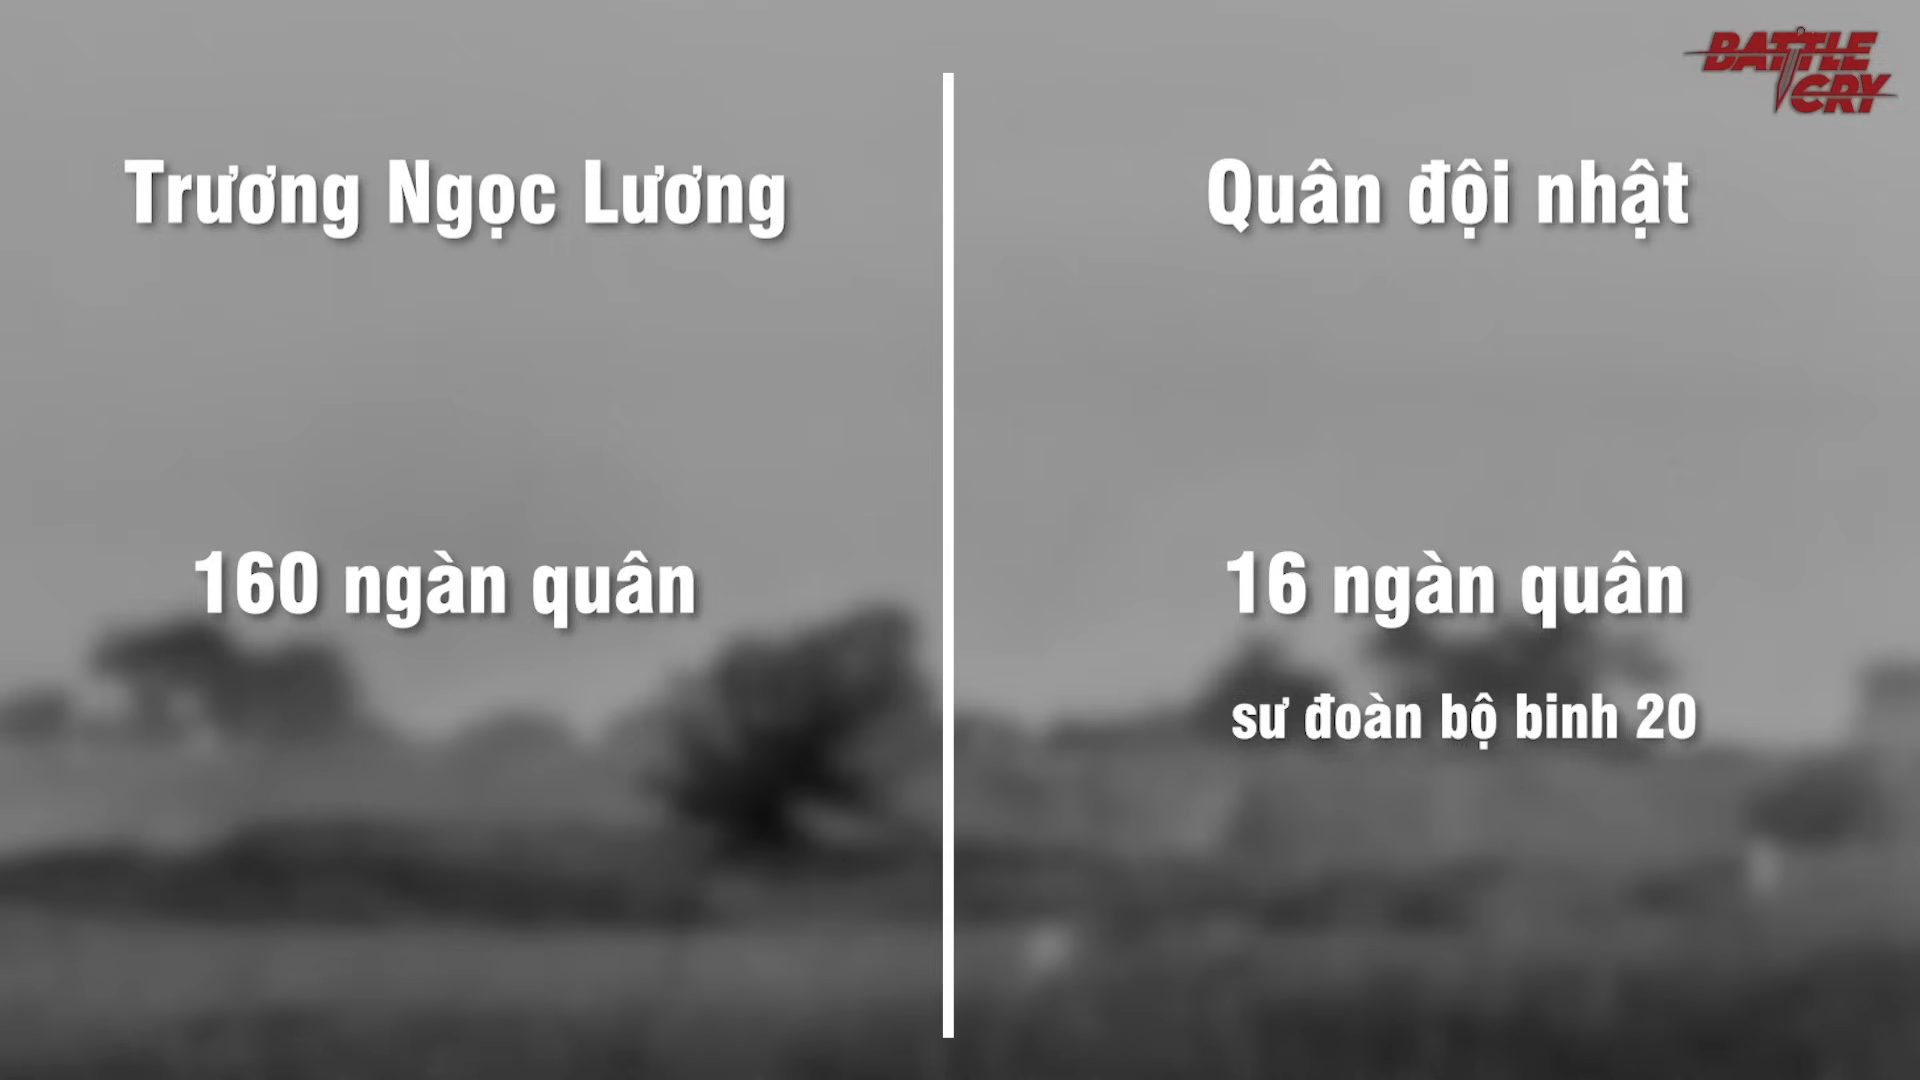 BATTLE
CRY
Trương Ngọc Lương
160 ngàn quân
Quân đội nhật
16 ngàn quân
sư đoàn bộ binh 20